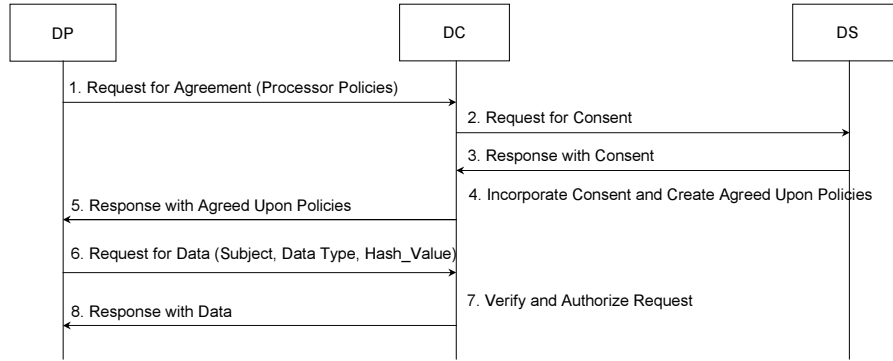 DP
DC
DS
1. Request for Agreement (Processor Policies)
2. Request for Consent
3. Response with Consent
4. Incorporate Consent and Create Agreed Upon Policies
5. Response with Agreed Upon Policies
6. Request for Data (Subject, Data Type, Hash_Value)
7. Verify and Authorize Request
8. Response with Data